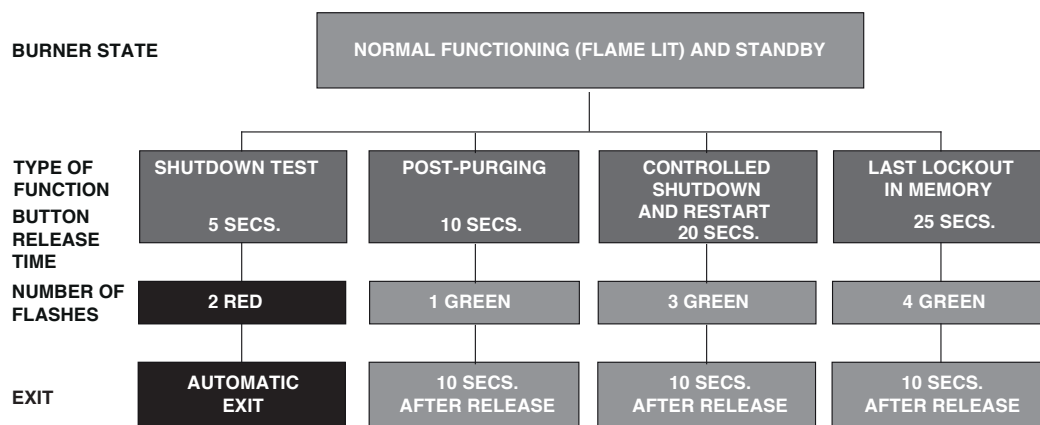 BURNER STATE
NORMAL FUNCTIONING (FLAME LIT) AND STANDBY
TYPE OF
FUNCTION
BUTTON
RELEASE
TIME
SHUTDOWN TEST
5 SECS.
POST-PURGING
10 SECS.
CONTROLLED
SHUTDOWN
AND RESTART
20 SECS.
LAST LOCKOUT
IN MEMORY
25 SECS.
NUMBER OF
FLASHES
2 RED
1 GREEN
3 GREEN
4 GREEN
EXIT
AUTOMATIC
EXIT
10 SECS.
AFTER RELEASE
10 SECS.
AFTER RELEASE
10 SECS.
AFTER RELEASE